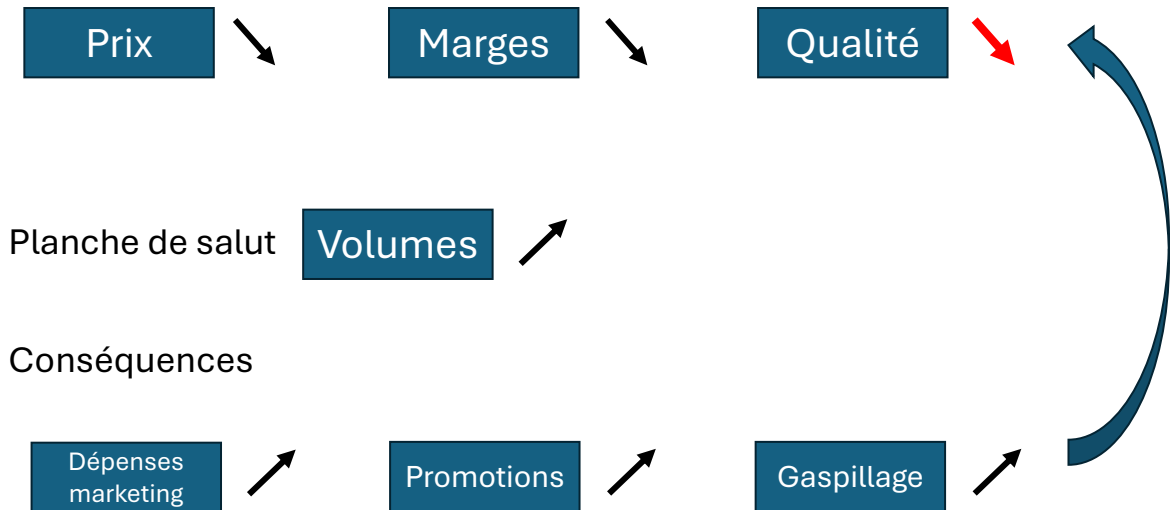 Prix
Marges
Qualité
Planche de salut
Volumes
Conséquences
Dépenses
marketing
Promotions
Gaspillage